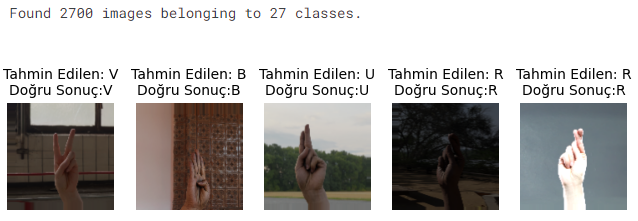 Found 2700 images belonging to 27 classes.
Tahmin Edilen: V
Doğru Sonuç:V
Tahmin Edilen: B
Doğru Sonuç:B
Tahmin Edilen: U
Doğru Sonuç:U
Tahmin Edilen: R
Doğru Sonuç:R
Tahmin Edilen: R
Doğru Sonuç:R